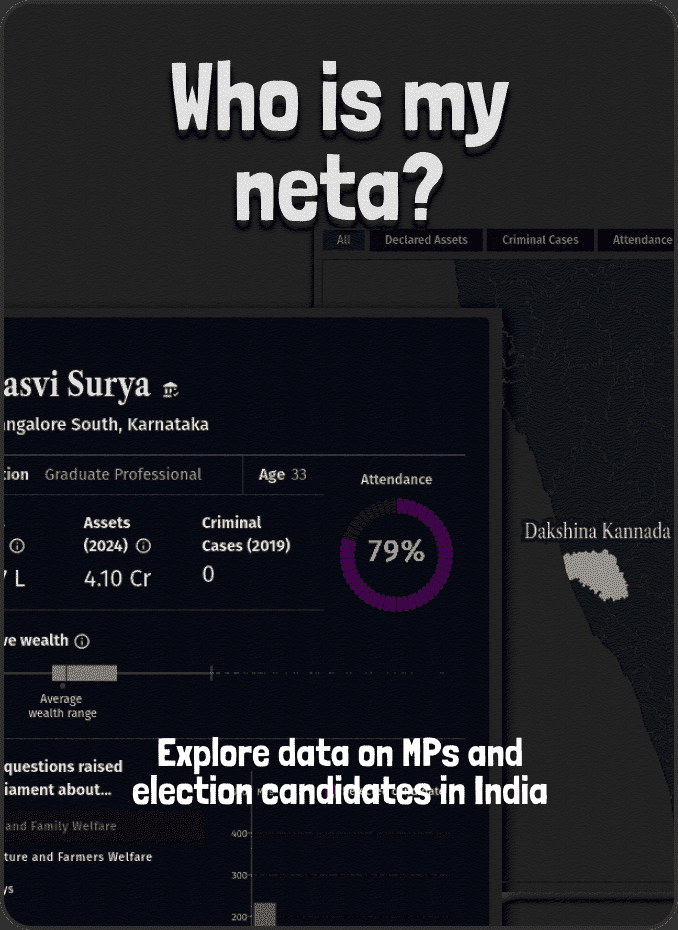 Who is my
neta?
All Declared Assets Criminal Cases Attendance
asvi Surya
angalore South, Karnataka
tion Graduate Professional Age 33 Attendance
Assets
(2024)
Criminal
Cases (2019)
L 4.10 Cr 0 79%
Dakshina Kannada
ve wealth
Average
wealth range
Explore data on MPs and
election candidates in India
questions raised
iament about...
and Family Welfare
ture and Farmers Welfare
ys
400
300
200